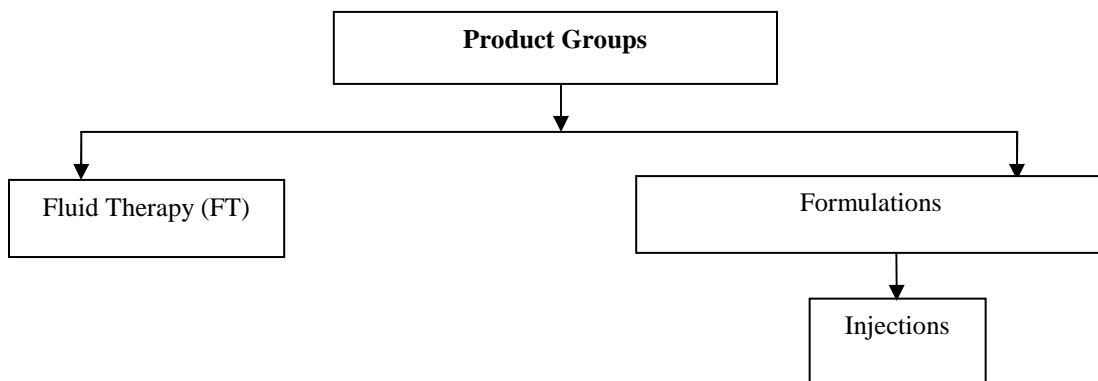 Product Groups
Fluid Therapy (FT)
Formulations
Injections